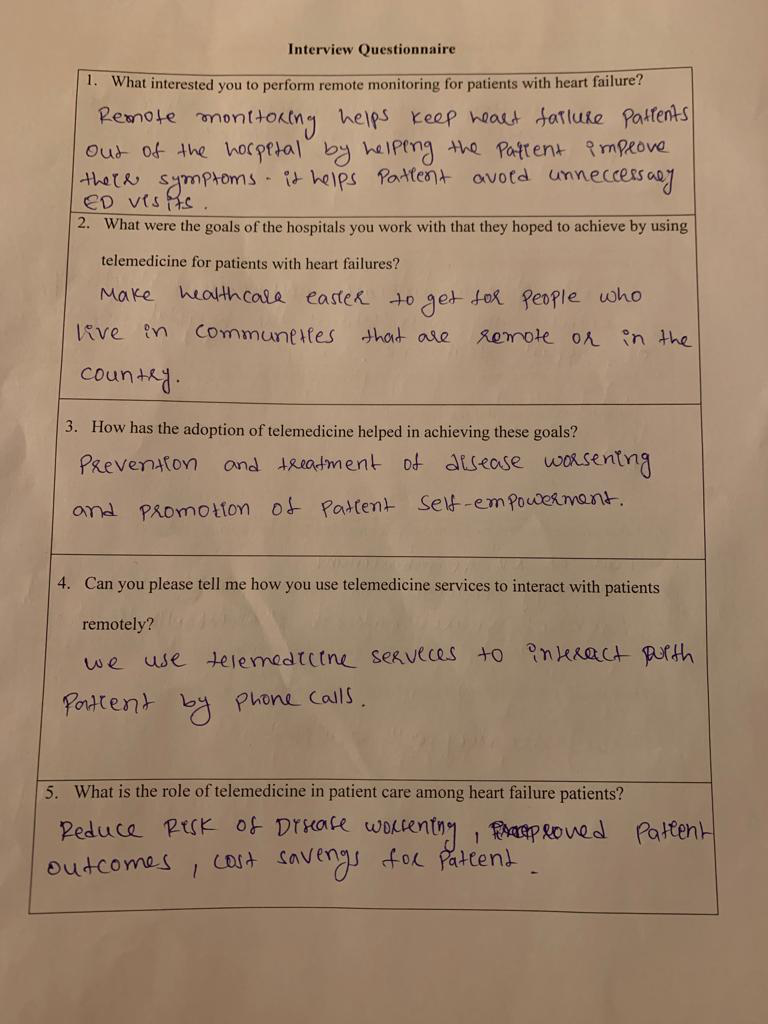 Interview Questionnaire
1. What interested you to perform remote monitoring for patients with heart failure?
Remote monitoring helps keep heart failure patients
out of the hospital by helping the patient improve
their symptoms. it helps patient avoid unneccessary
ED visits.
2. What were the goals of the hospitals you work with that they hoped to achieve by using
telemedicine for patients with heart failures?
Make healthcare easier to get for people who
live in communities that are remote or in the
country.
3. How has the adoption of telemedicine helped in achieving these goals?
Prevention and treatment of disease worsening
and promotion of patient self-empowerment.
4. Can you please tell me how you use telemedicine services to interact with patients
remotely?
we use telemedicine services to interact with
patient by phone calls.
5. What is the role of telemedicine in patient care among heart failure patients?
Reduce Risk of Disease worsening, Improved patient
outcomes, cost savings for patient.